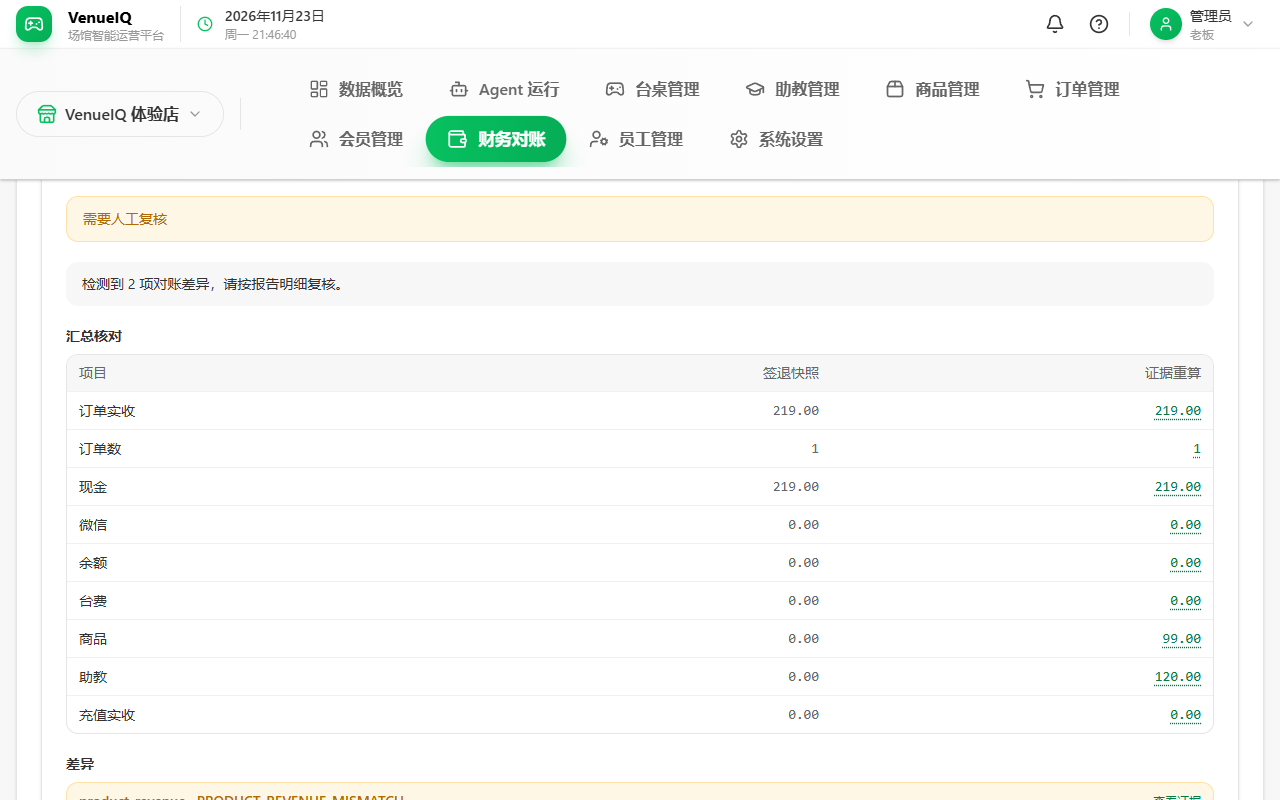 VenueIQ
场馆智能运营平台
2026年11月23日
周一 21:46:40
管理员
老板
VenueIQ 体验店
数据概览
Agent 运行
台桌管理
助教管理
商品管理
订单管理
会员管理
财务对账
员工管理
系统设置
需要人工复核
检测到 2 项对账差异，请按报告明细复核。
汇总核对
项目 签退快照 证据重算
订单实收 219.00 219.00
订单数 1 1
现金 219.00 219.00
微信 0.00 0.00
余额 0.00 0.00
台费 0.00 0.00
商品 0.00 99.00
助教 0.00 120.00
充值实收 0.00 0.00
差异
product_revenue PRODUCT_REVENUE_MISMATCH 查看证据